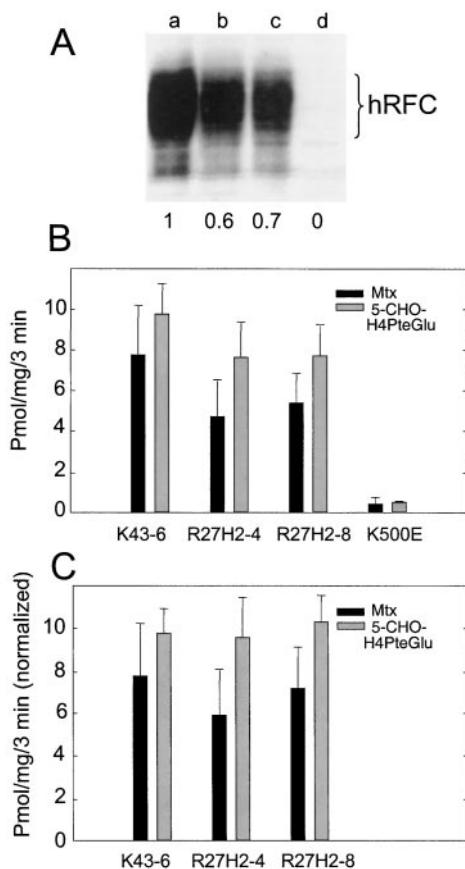 A
a b c d
hRFC
1 0.6 0.7 0
B
Pmol/mg/3 min
10
8
6
4
2
0
Mtx
5-CHO-
H4PteGlu
K43-6 R27H2-4 R27H2-8 K500E
C
Pmol/mg/3 min (normalized)
10
8
6
4
2
0
Mtx
5-CHO-
H4PteGlu
K43-6 R27H2-4 R27H2-8